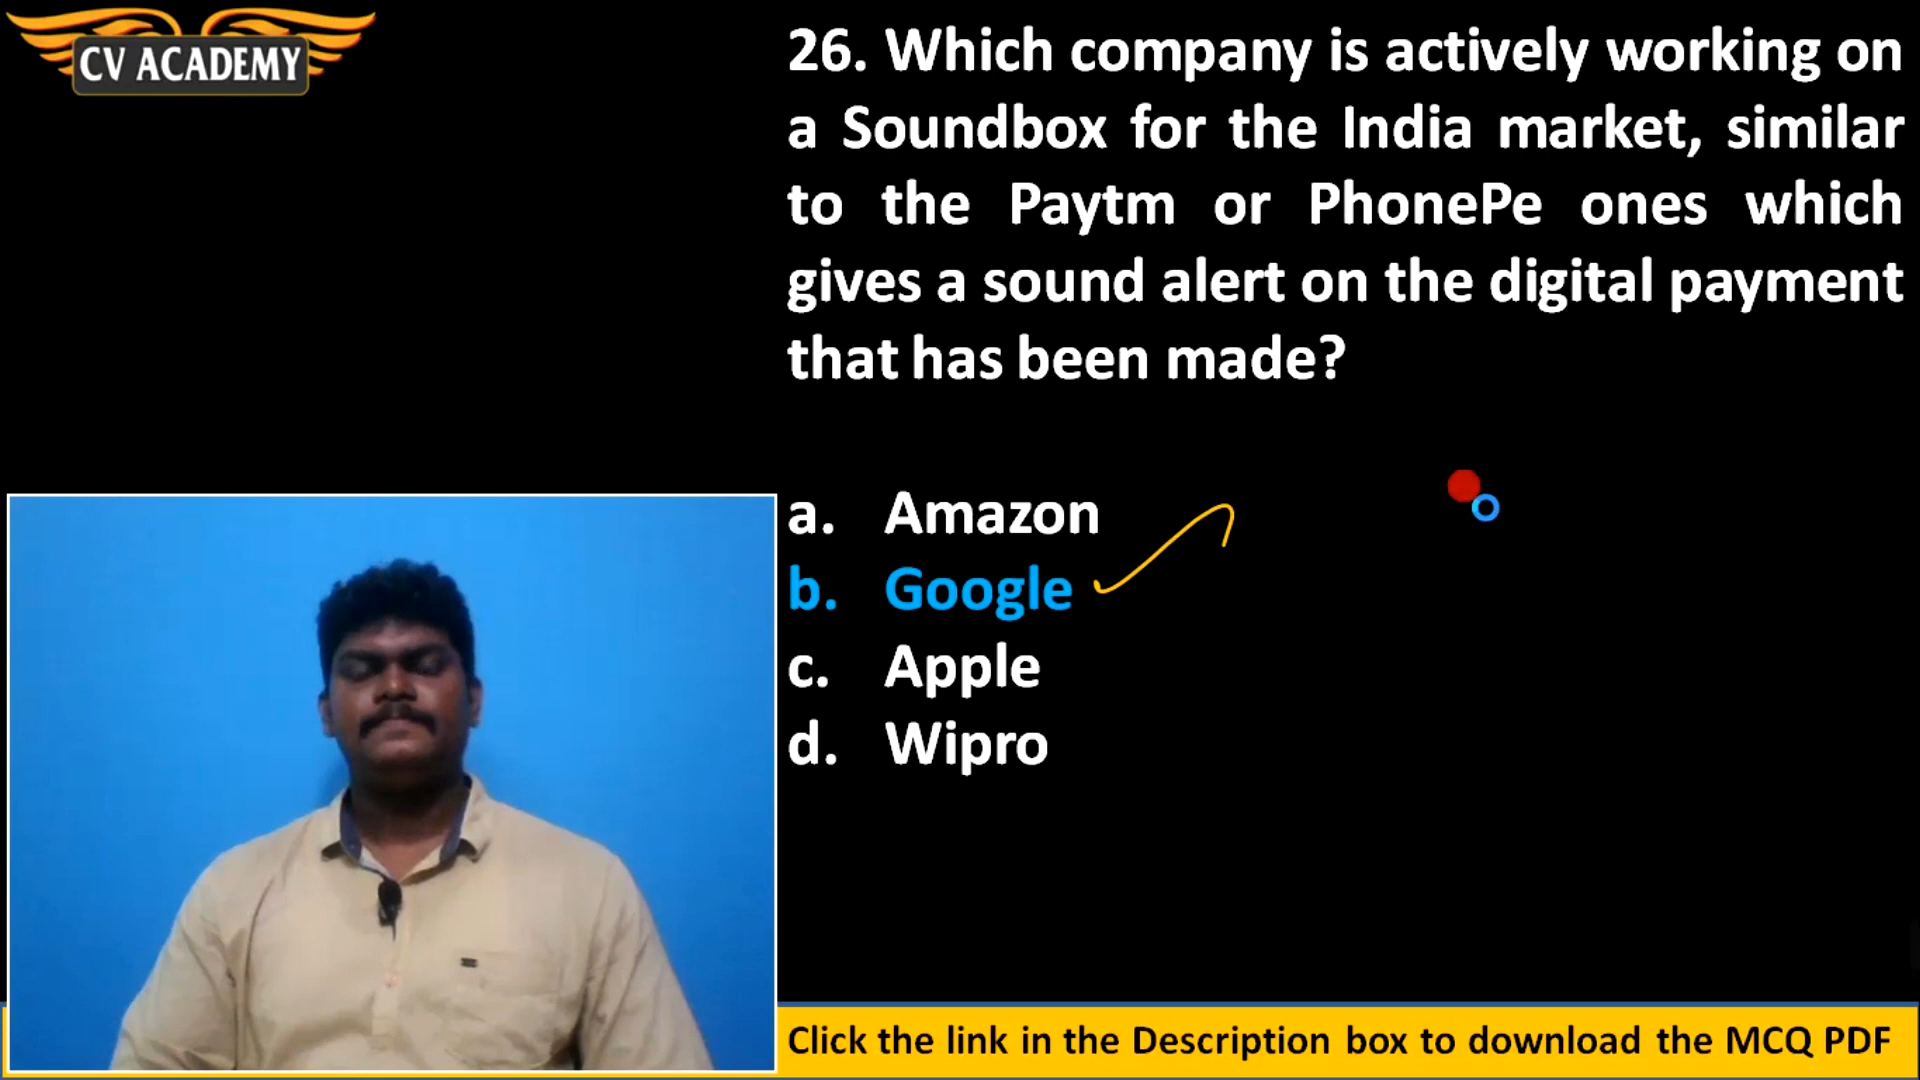 CV ACADEMY
26. Which company is actively working on
a Soundbox for the India market, similar
to the Paytm or PhonePe ones which
gives a sound alert on the digital payment
that has been made?
a. Amazon
b. Google
c. Apple
d. Wipro
Click the link in the Description box to download the MCQ PDF